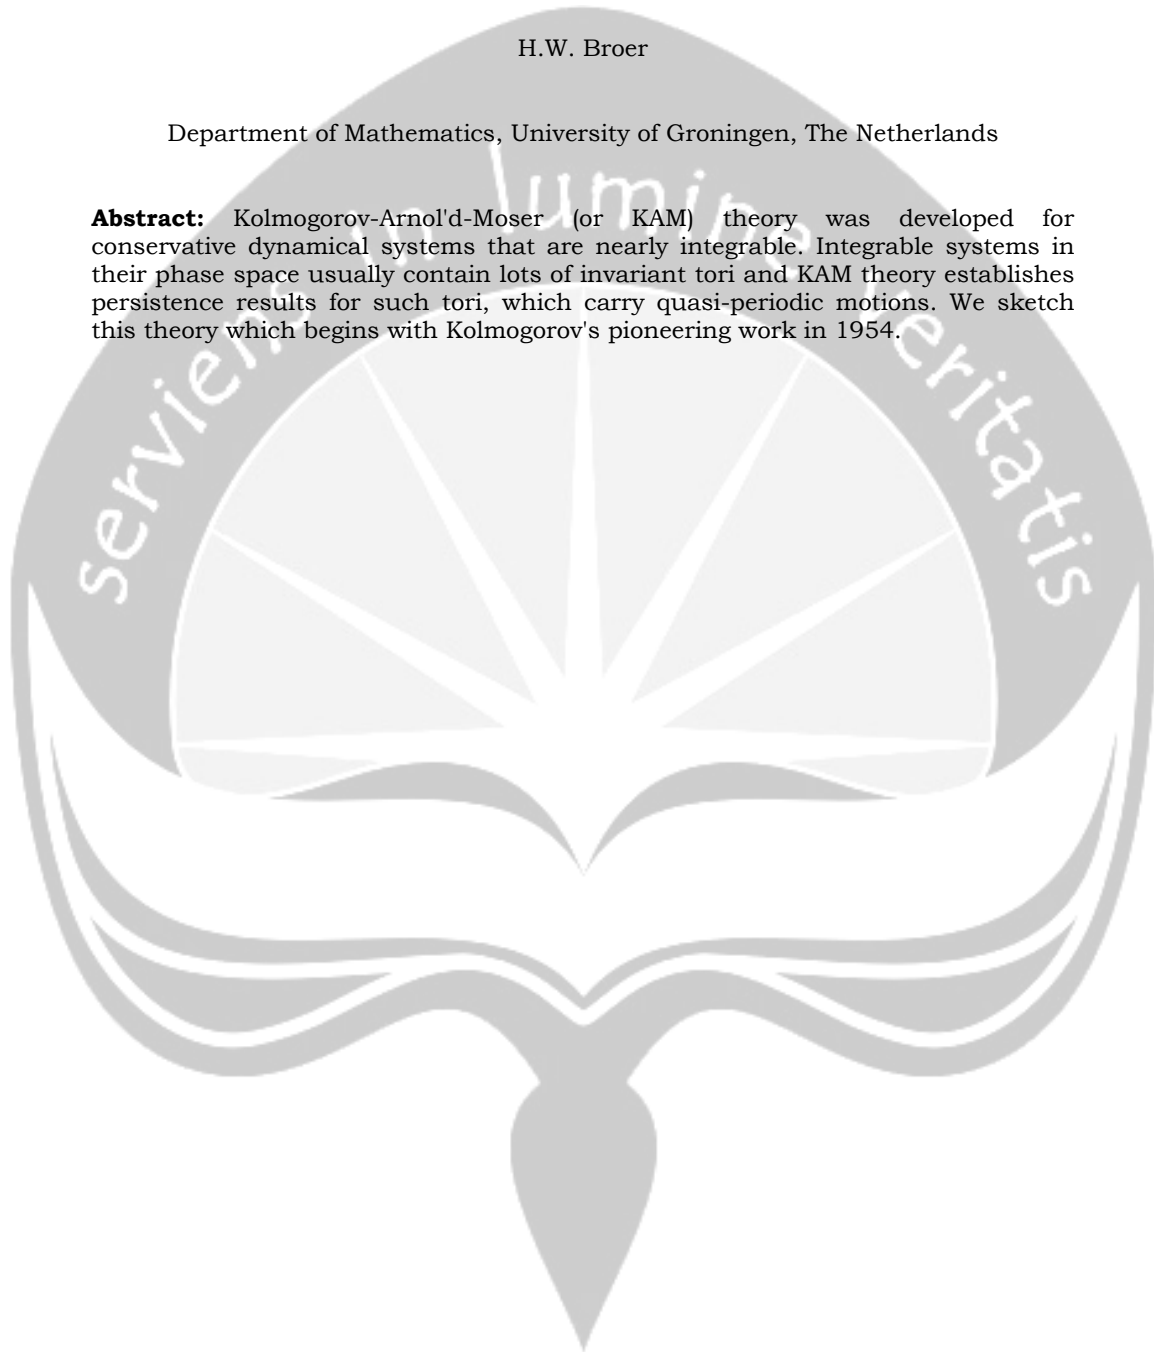 H.W. Broer
Department of Mathematics, University of Groningen, The Netherlands
Abstract: Kolmogorov-Arnol'd-Moser (or KAM) theory was developed for
conservative dynamical systems that are nearly integrable. Integrable systems in
their phase space usually contain lots of invariant tori and KAM theory establishes
persistence results for such tori, which carry quasi-periodic motions. We sketch
this theory which begins with Kolmogorov's pioneering work in 1954.
serviens in lumine veritatis